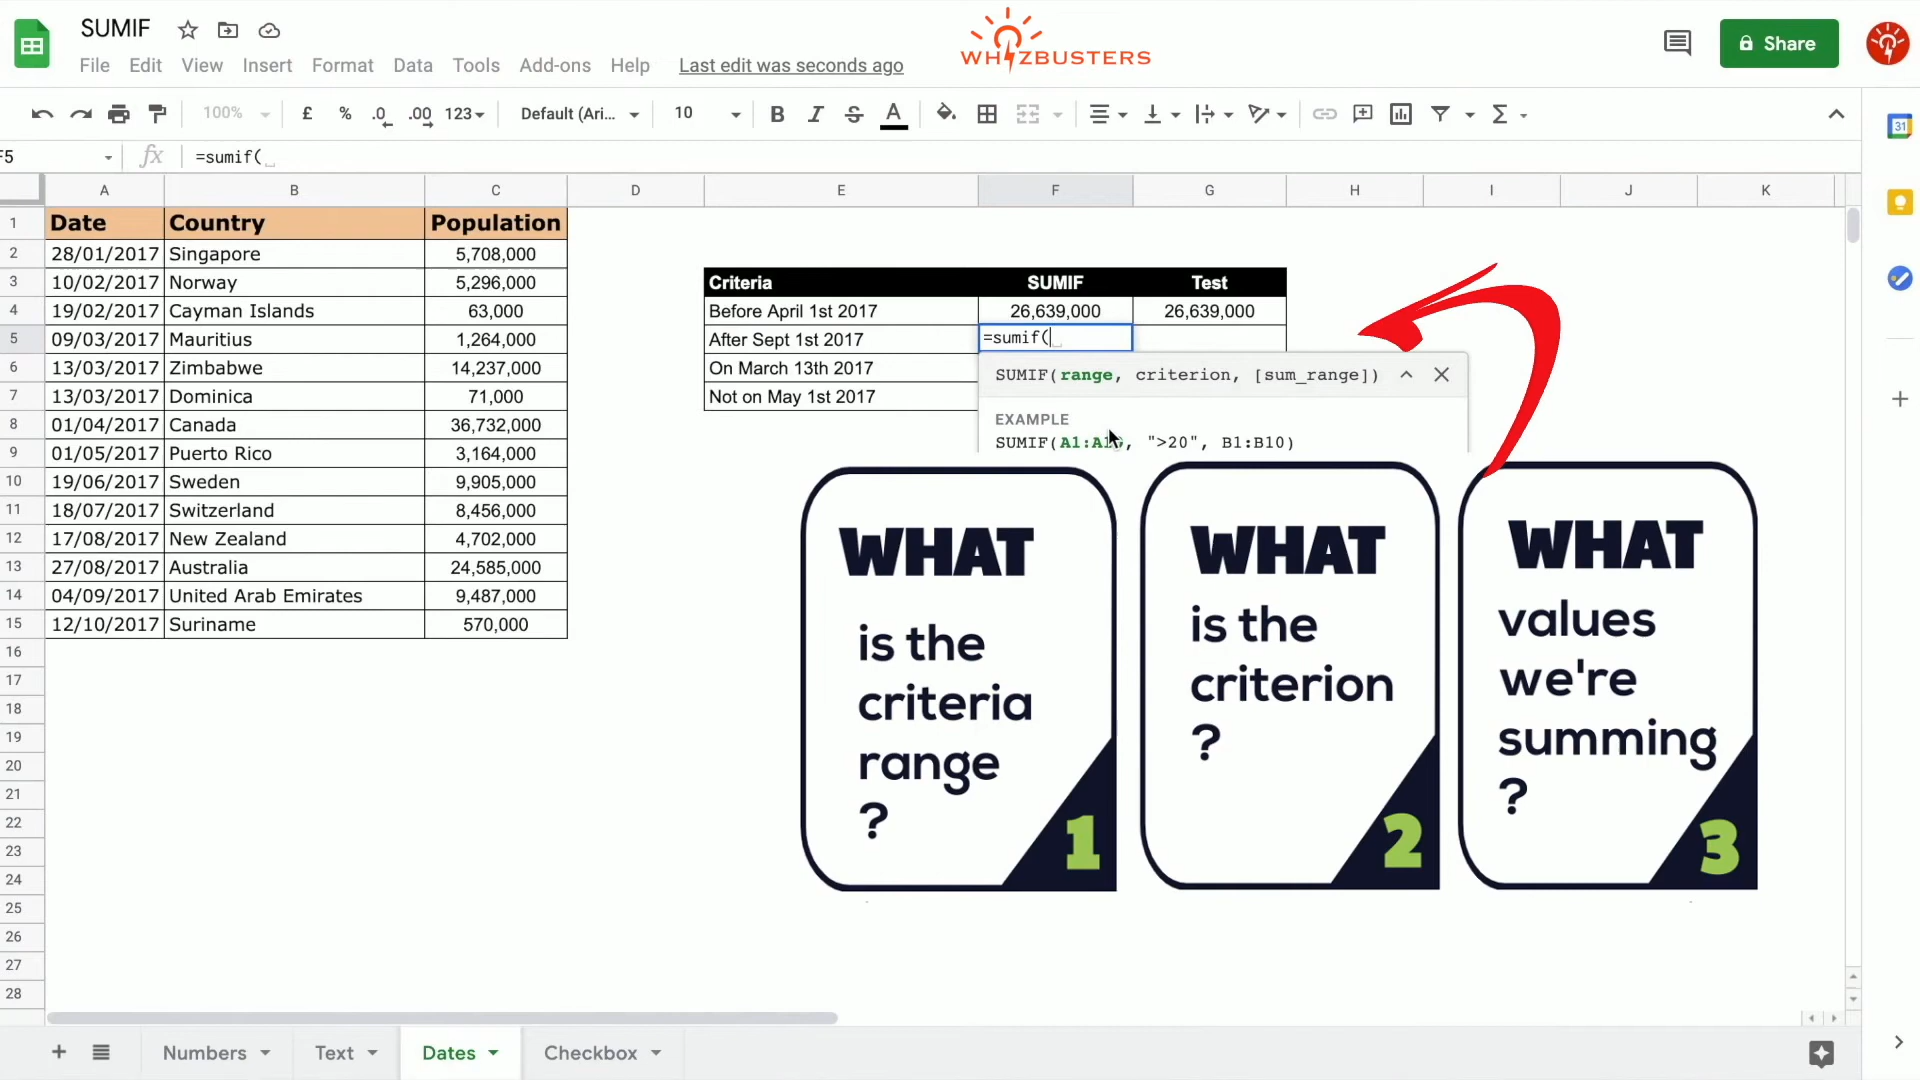 SUMIF
WHIZBUSTERS
Share
File Edit View Insert Format Data Tools Add-ons Help Last edit was seconds ago
100% £ % .0 .00 123 Default (Ari... 10 B I S A Σ
31
F5 fx =sumif(
A B C D E F G H I J K
1 Date Country Population
2 28/01/2017 Singapore 5,708,000
3 10/02/2017 Norway 5,296,000 Criteria SUMIF Test
4 19/02/2017 Cayman Islands 63,000 Before April 1st 2017 26,639,000 26,639,000
5 09/03/2017 Mauritius 1,264,000 After Sept 1st 2017 =sumif(
6 13/03/2017 Zimbabwe 14,237,000 On March 13th 2017 SUMIF(range, criterion, [sum_range])
7 13/03/2017 Dominica 71,000 Not on May 1st 2017
8 01/04/2017 Canada 36,732,000 EXAMPLE
9 01/05/2017 Puerto Rico 3,164,000 SUMIF(A1:A10, ">20", B1:B10)
10 19/06/2017 Sweden 9,905,000
11 18/07/2017 Switzerland 8,456,000
12 17/08/2017 New Zealand 4,702,000
13 27/08/2017 Australia 24,585,000
14 04/09/2017 United Arab Emirates 9,487,000
15 12/10/2017 Suriname 570,000
16
17
18
19
20
21
22
23
24
25
26
27
28
WHAT
is the
criteria
range
?
1
WHAT
is the
criterion
?
2
WHAT
values
we're
summing
?
3
Numbers Text Dates Checkbox